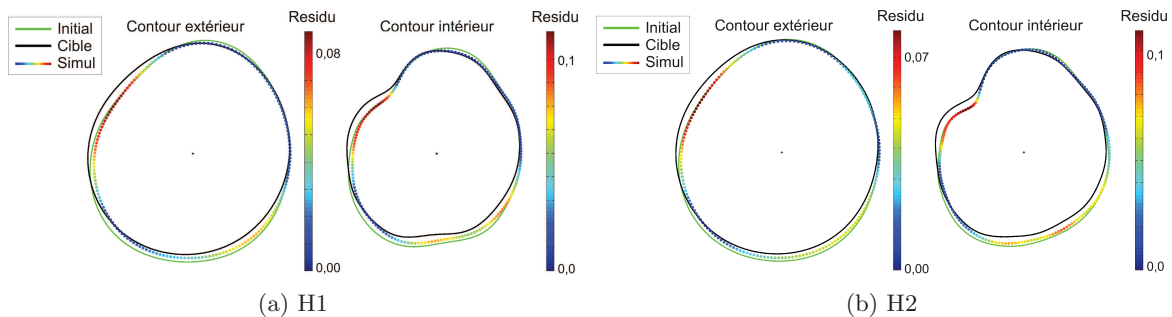 Initial
Cible
Simul
Contour extérieur
Residu
0,08
0,00
Contour intérieur
Residu
0,1
0,0
(a) H1
Initial
Cible
Simul
Contour extérieur
Residu
0,07
0,00
Contour intérieur
Residu
0,1
0,0
(b) H2